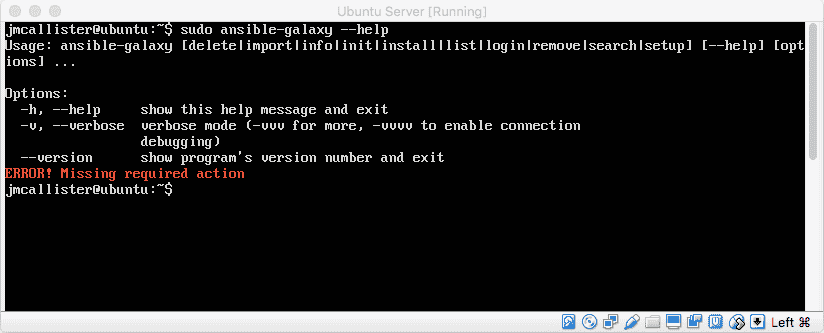 Ubuntu Server [Running]
jmcallister@ubuntu:~$ sudo ansible-galaxy --help
Usage: ansible-galaxy [delete|import|info|init|install|list|login|remove|search|setup] [--help] [opt
ions] ...
Options:
  -h, --help     show this help message and exit
  -v, --verbose  verbose mode (-vvv for more, -vvvv to enable connection
                 debugging)
  --version      show program's version number and exit
ERROR! Missing required action
jmcallister@ubuntu:~$
Left ⌘